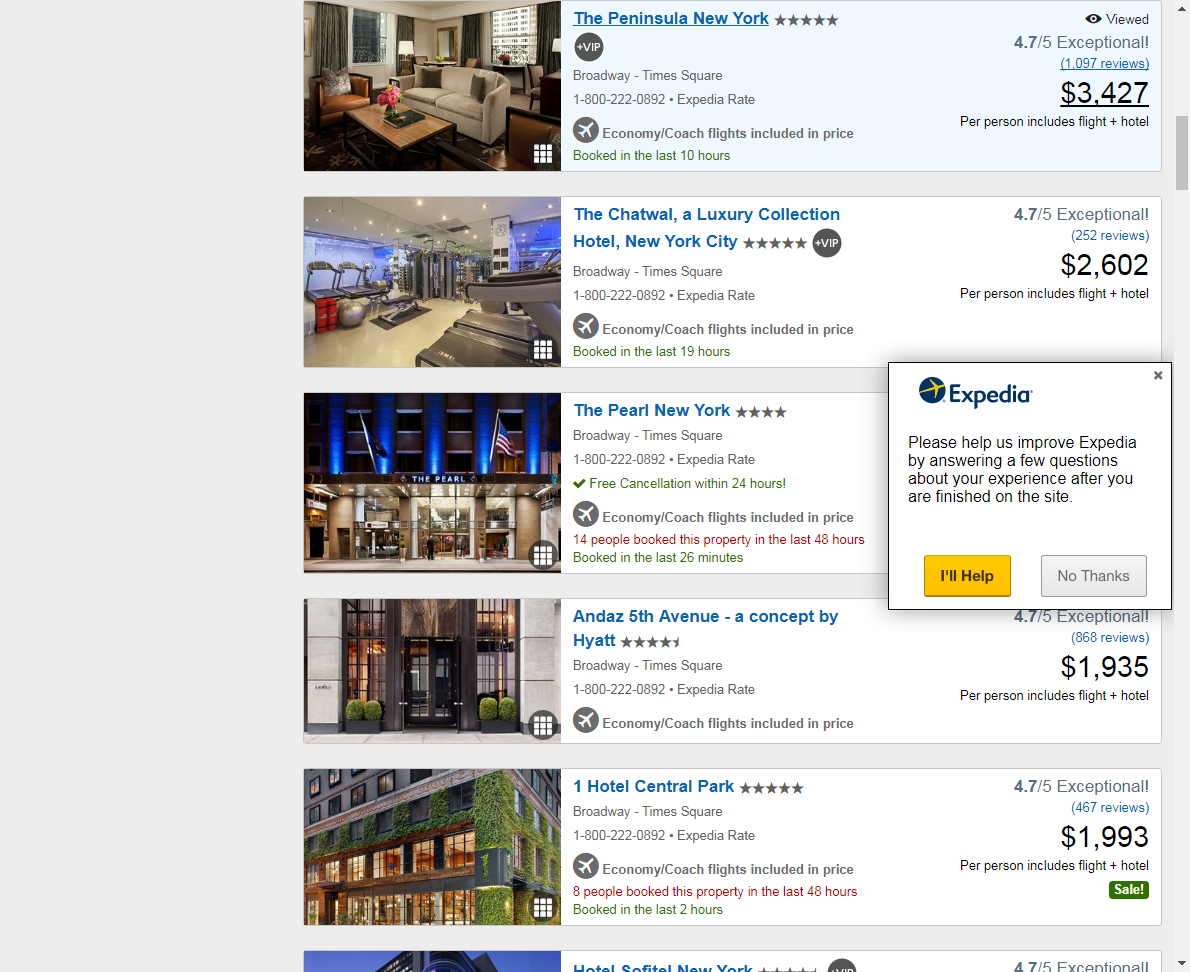 The Peninsula New York
Viewed
+VIP
4.7/5 Exceptional!
(1,097 reviews)
Broadway - Times Square
$3,427
1-800-222-0892 • Expedia Rate
Per person includes flight + hotel
Economy/Coach flights included in price
Booked in the last 10 hours
The Chatwal, a Luxury Collection
Hotel, New York City
+VIP
4.7/5 Exceptional!
(252 reviews)
Broadway - Times Square
$2,602
1-800-222-0892 • Expedia Rate
Per person includes flight + hotel
Economy/Coach flights included in price
Booked in the last 19 hours
THE PEARL
The Pearl New York
Broadway - Times Square
1-800-222-0892 • Expedia Rate
Free Cancellation within 24 hours!
Economy/Coach flights included in price
14 people booked this property in the last 48 hours
Booked in the last 26 minutes
Expedia
Please help us improve Expedia
by answering a few questions
about your experience after you
are finished on the site.
I'll Help
No Thanks
Andaz 5th Avenue - a concept by
Hyatt
4.7/5 Exceptional!
(868 reviews)
Broadway - Times Square
$1,935
1-800-222-0892 • Expedia Rate
Per person includes flight + hotel
Economy/Coach flights included in price
1 Hotel Central Park
4.7/5 Exceptional!
(467 reviews)
Broadway - Times Square
$1,993
1-800-222-0892 • Expedia Rate
Per person includes flight + hotel
Economy/Coach flights included in price
Sale!
8 people booked this property in the last 48 hours
Booked in the last 2 hours
Hotel Sofitel New York
+VIP
4.7/5 Exceptional!